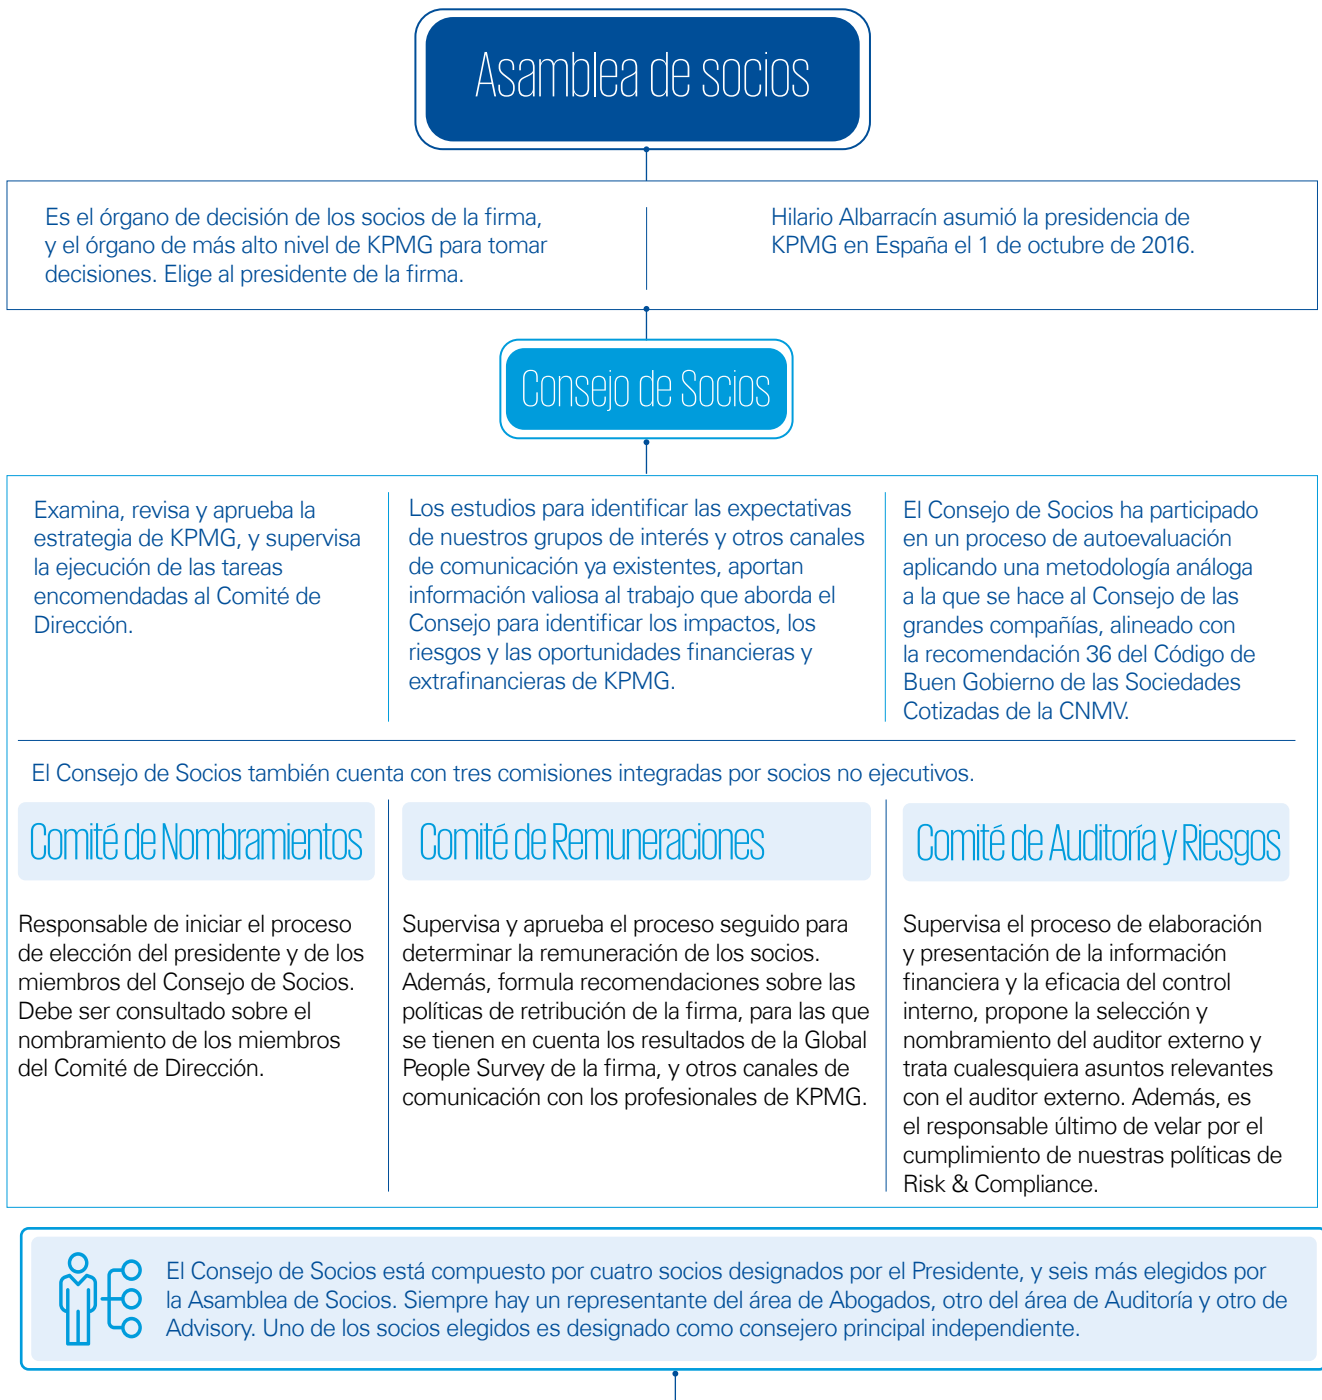 Asamblea de socios
Es el órgano de decisión de los socios de la firma,
y el órgano de más alto nivel de KPMG para tomar
decisiones. Elige al presidente de la firma.
Hilario Albarracín asumió la presidencia de
KPMG en España el 1 de octubre de 2016.
Consejo de Socios
Examina, revisa y aprueba la
estrategia de KPMG, y supervisa
la ejecución de las tareas
encomendadas al Comité de
Dirección.
Los estudios para identificar las expectativas
de nuestros grupos de interés y otros canales
de comunicación ya existentes, aportan
información valiosa al trabajo que aborda el
Consejo para identificar los impactos, los
riesgos y las oportunidades financieras y
extrafinancieras de KPMG.
El Consejo de Socios ha participado
en un proceso de autoevaluación
aplicando una metodología análoga
a la que se hace al Consejo de las
grandes compañías, alineado con
la recomendación 36 del Código de
Buen Gobierno de las Sociedades
Cotizadas de la CNMV.
El Consejo de Socios también cuenta con tres comisiones integradas por socios no ejecutivos.
Comité de Nombramientos
Responsable de iniciar el proceso
de elección del presidente y de los
miembros del Consejo de Socios.
Debe ser consultado sobre el
nombramiento de los miembros
del Comité de Dirección.
Comité de Remuneraciones
Supervisa y aprueba el proceso seguido para
determinar la remuneración de los socios.
Además, formula recomendaciones sobre las
políticas de retribución de la firma, para las que
se tienen en cuenta los resultados de la Global
People Survey de la firma, y otros canales de
comunicación con los profesionales de KPMG.
Comité de Auditoría y Riesgos
Supervisa el proceso de elaboración
y presentación de la información
financiera y la eficacia del control
interno, propone la selección y
nombramiento del auditor externo y
trata cualesquiera asuntos relevantes
con el auditor externo. Además, es
el responsable último de velar por el
cumplimiento de nuestras políticas de
Risk & Compliance.
El Consejo de Socios está compuesto por cuatro socios designados por el Presidente, y seis más elegidos por
la Asamblea de Socios. Siempre hay un representante del área de Abogados, otro del área de Auditoría y otro de
Advisory. Uno de los socios elegidos es designado como consejero principal independiente.